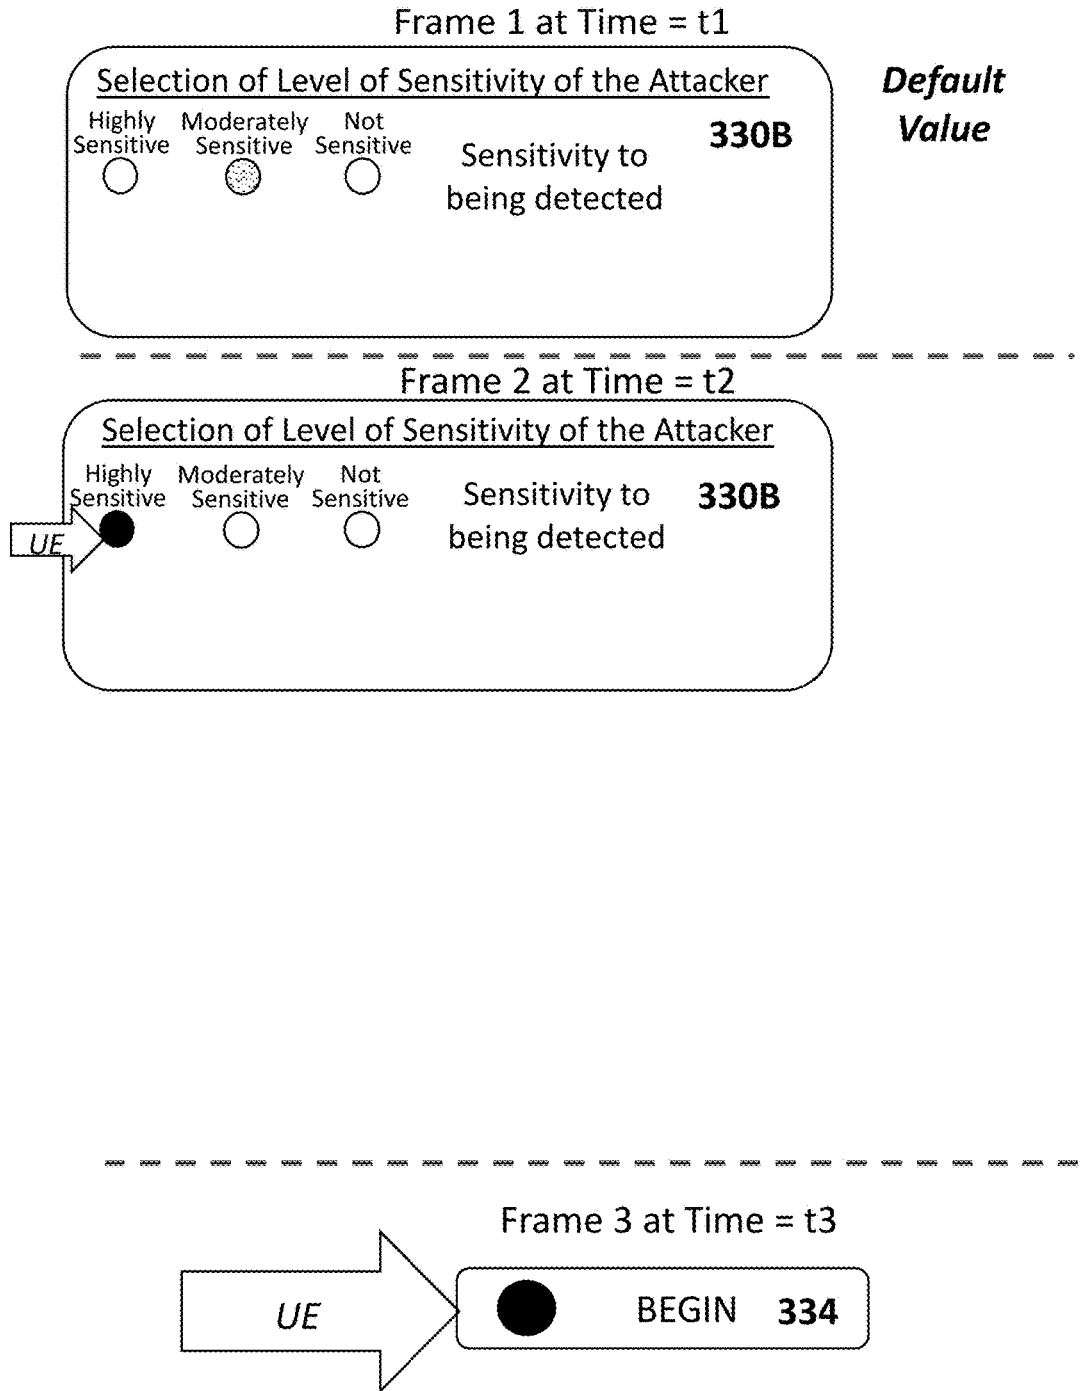 Frame 1 at Time = t1
Selection of Level of Sensitivity of the Attacker
Default
Value
Highly Moderately Not
Sensitive Sensitive Sensitive
330B
Sensitivity to
being detected
Frame 2 at Time = t2
Selection of Level of Sensitivity of the Attacker
Highly Moderately Not
Sensitive Sensitive Sensitive
Sensitivity to 330B
being detected
UE
Frame 3 at Time = t3
UE
BEGIN 334